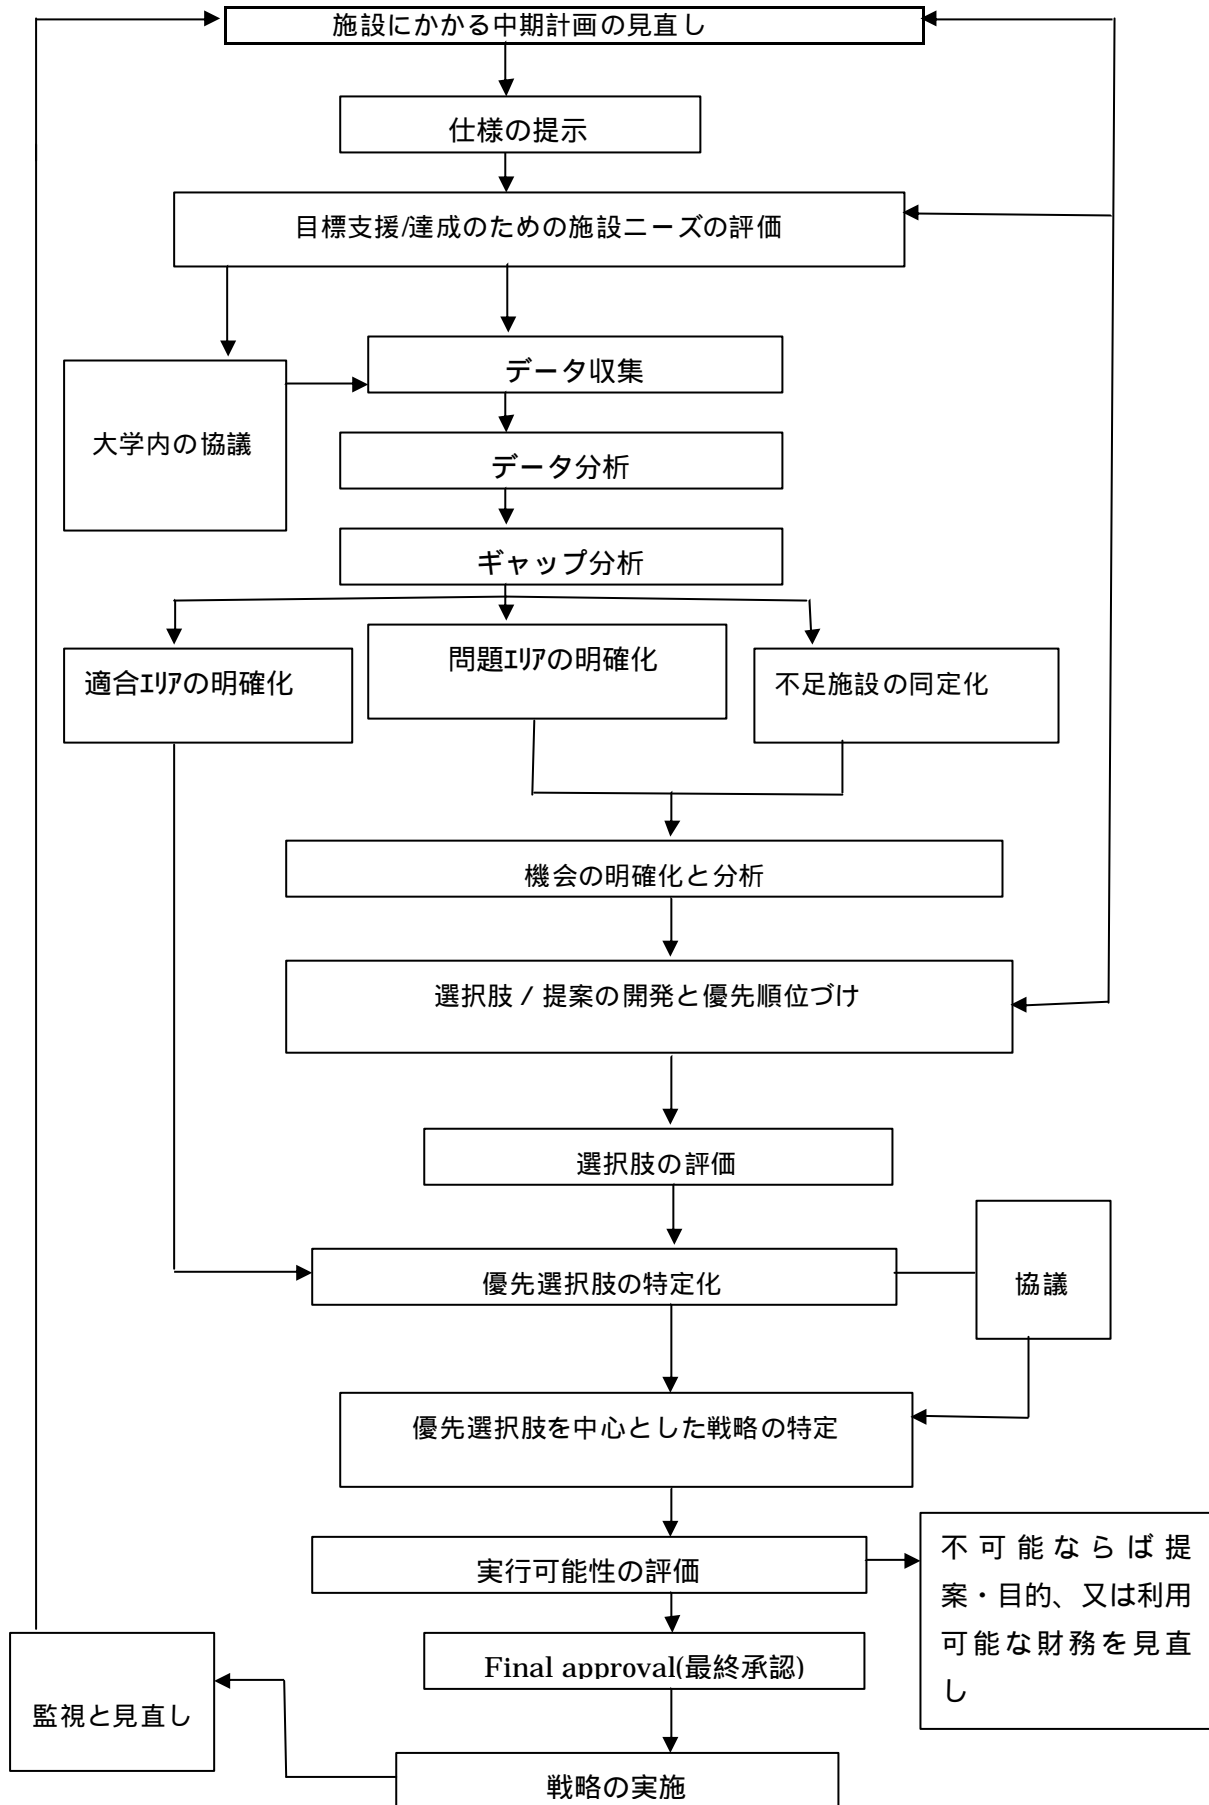 施設にかかる中期計画の見直し
仕様の提示
目標支援/達成のための施設ニーズの評価
データ収集
大学内の協議
データ分析
ギャップ分析
適合ｴﾘｱの明確化
問題ｴﾘｱの明確化
不足施設の同定化
機会の明確化と分析
選択肢／提案の開発と優先順位づけ
選択肢の評価
優先選択肢の特定化
協議
優先選択肢を中心とした戦略の特定
実行可能性の評価
不可能ならば提
案・目的、又は利用
可能な財務を見直
し
Final approval(最終承認)
監視と見直し
戦略の実施